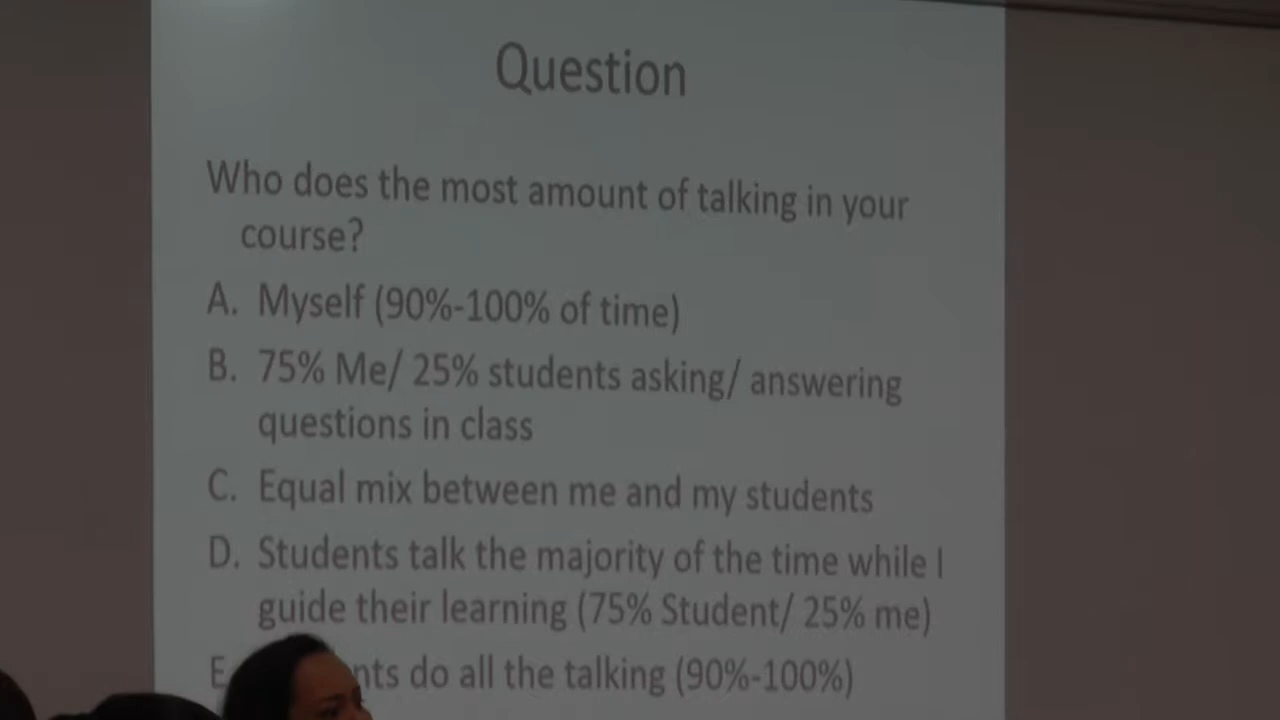 Question
Who does the most amount of talking in your
course?
A. Myself (90%-100% of time)
B. 75% Me/ 25% students asking/ answering
questions in class
C. Equal mix between me and my students
D. Students talk the majority of the time while I
guide their learning (75% Student/ 25% me)
E do all the talking (90%-100%)